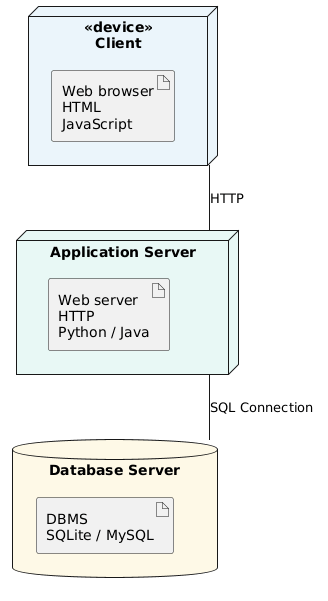 «device»
Client
Web browser
HTML
JavaScript
HTTP
Application Server
Web server
HTTP
Python / Java
SQL Connection
Database Server
DBMS
SQLite / MySQL